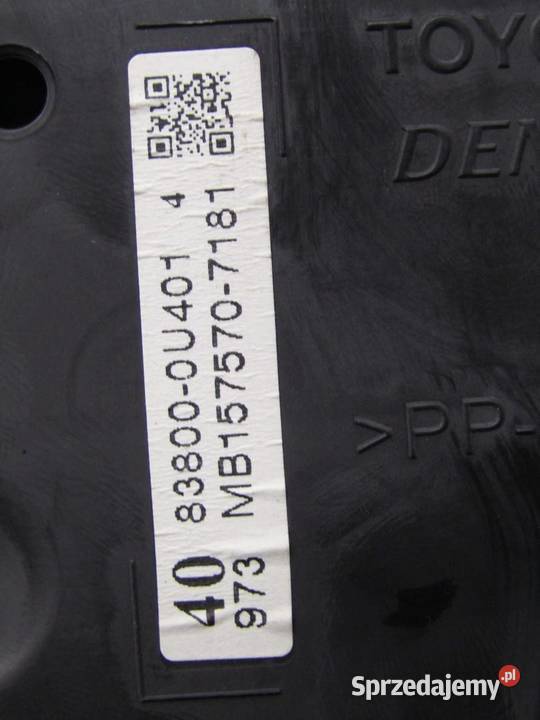 TOYO
DEN
40 83800-0U401 4
973 MB157570-7181
>PP-
Sprzedajemy.pl